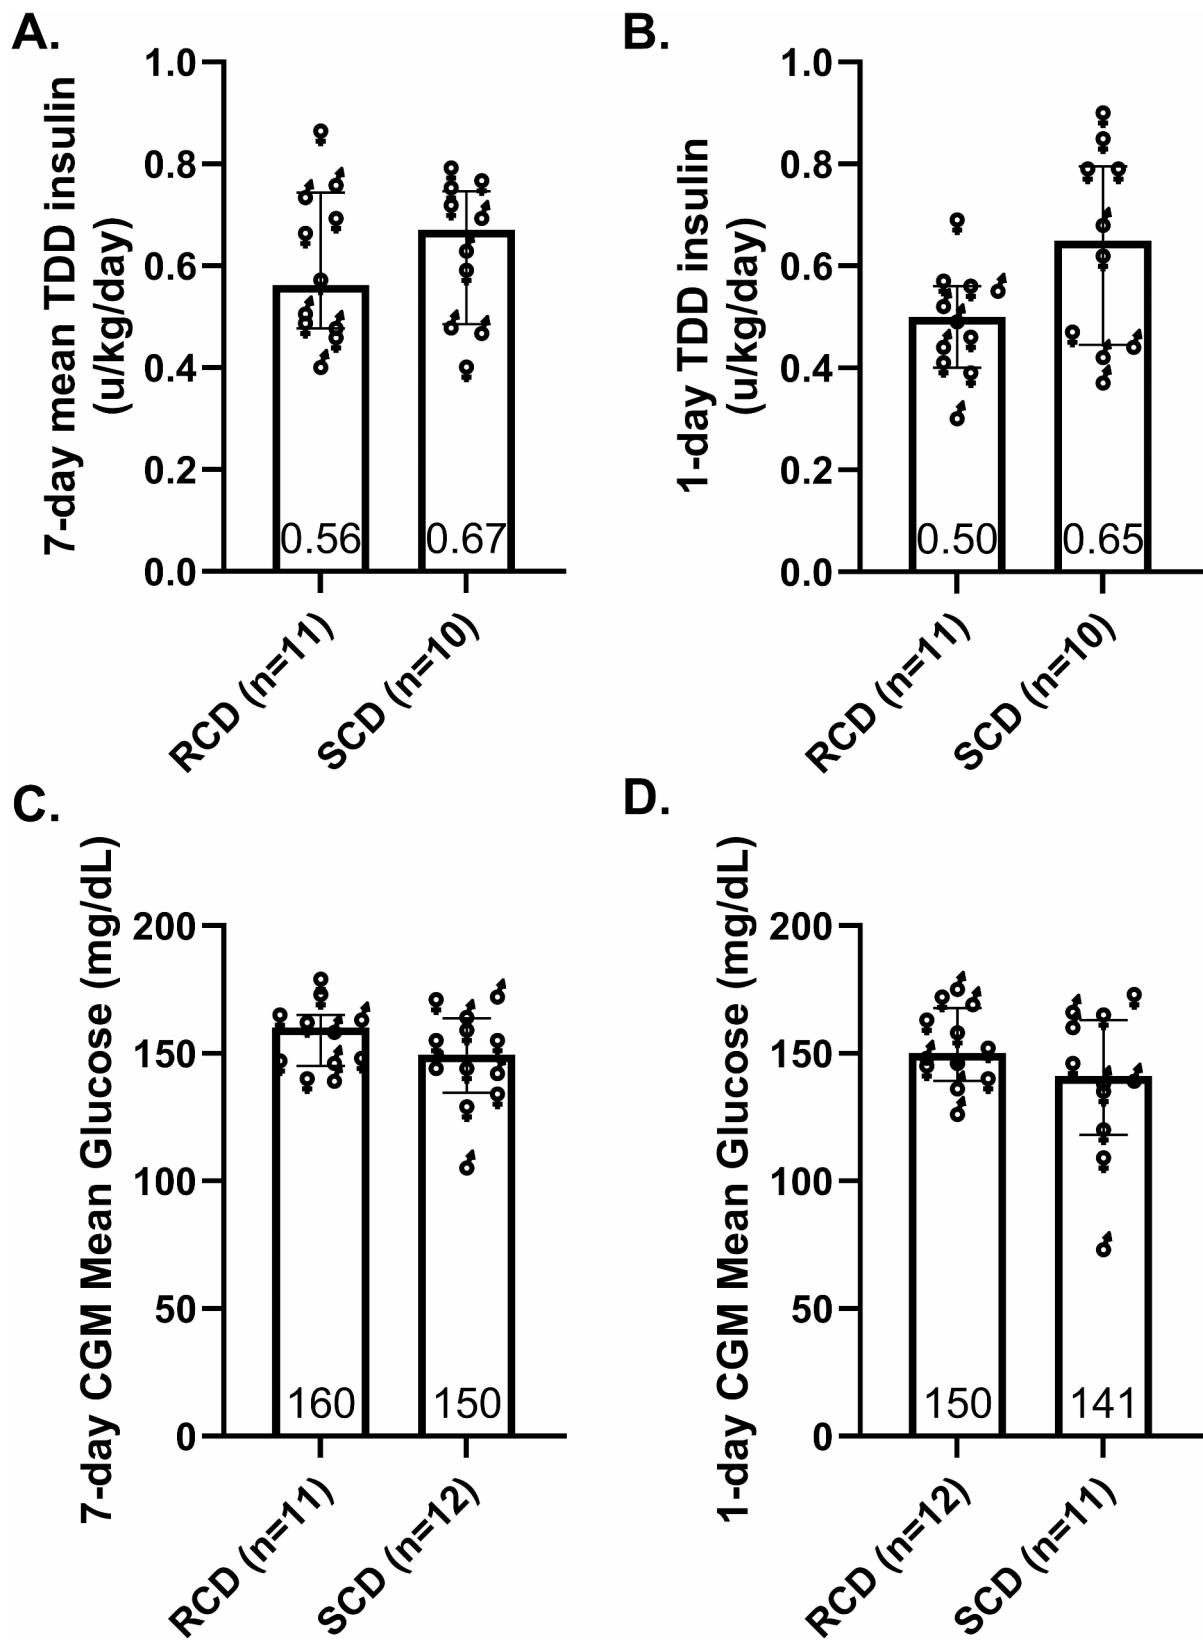 A.
7-day mean TDD insulin
(u/kg/day)
1.0
0.8
0.6
0.4
0.2
0.0
0.56
0.67
RCD (n=11)
SCD (n=10)
B.
1-day TDD insulin
(u/kg/day)
1.0
0.8
0.6
0.4
0.2
0.0
0.50
0.65
RCD (n=11)
SCD (n=10)
C.
7-day CGM Mean Glucose (mg/dL)
200
150
100
50
0
160
150
RCD (n=11)
SCD (n=12)
D.
1-day CGM Mean Glucose (mg/dL)
200
150
100
50
0
150
141
RCD (n=12)
SCD (n=11)